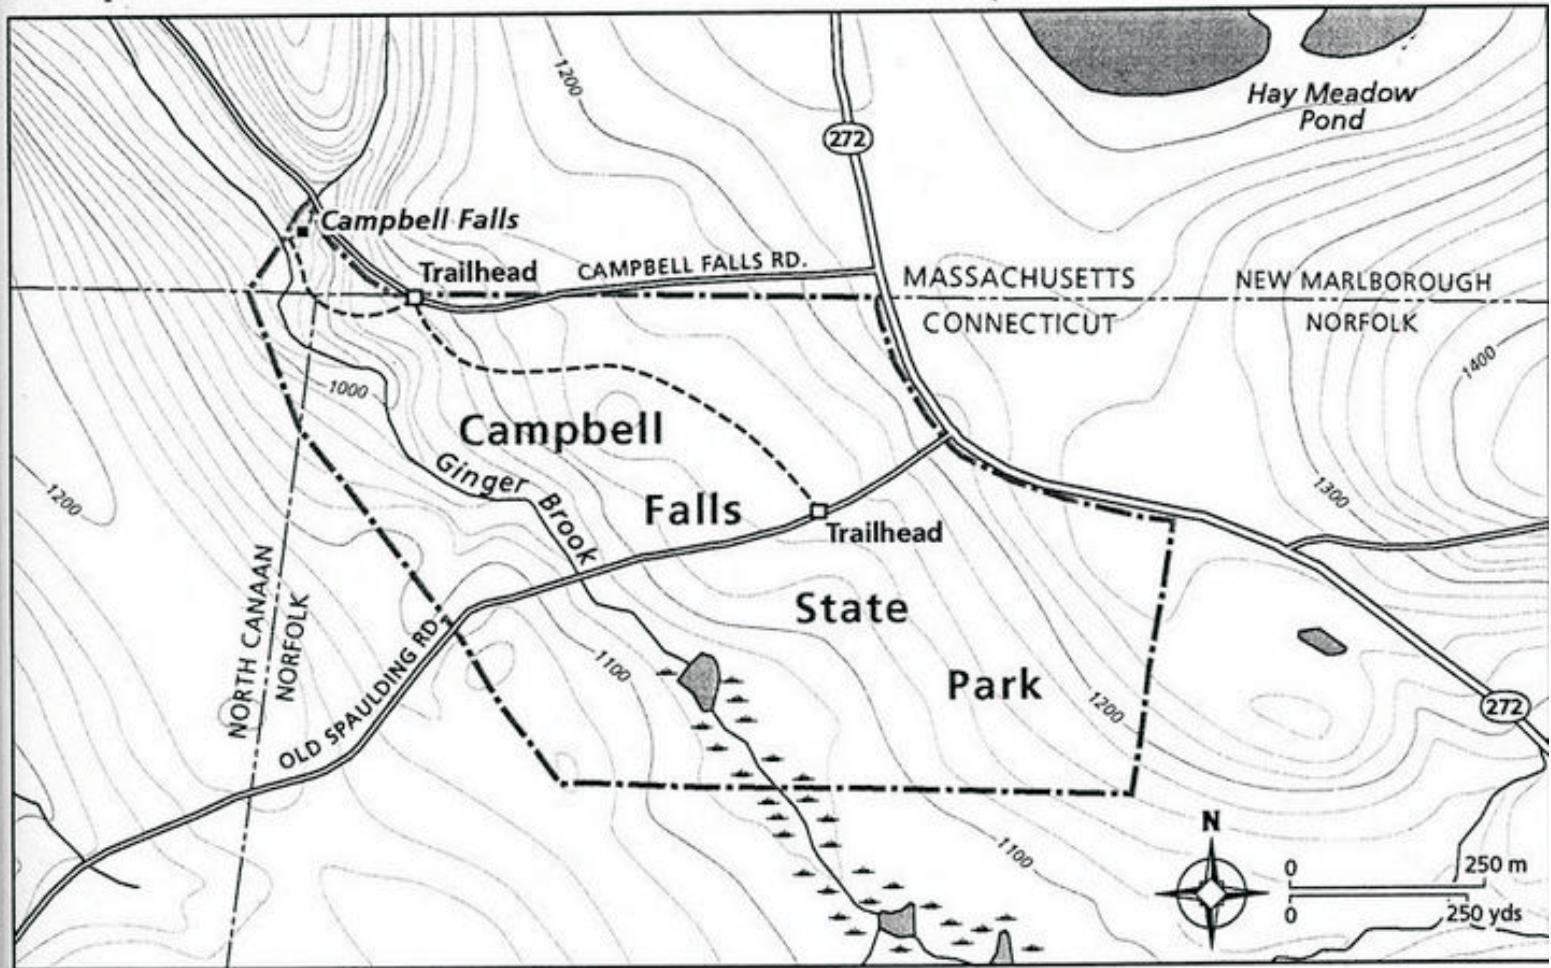 1200
Hay Meadow
Pond
272
Campbell Falls
Trailhead
CAMPBELL FALLS RD.
MASSACHUSETTS
NEW MARLBOROUGH
CONNECTICUT
NORFOLK
1000
1400
Campbell
Ginger Brook
1200
Falls
1300
Trailhead
NORTH CANAAN
NORFOLK
State
OLD SPAULDING RD.
1100
Park
1200
272
N
1100
0 250 m
0 250 yds